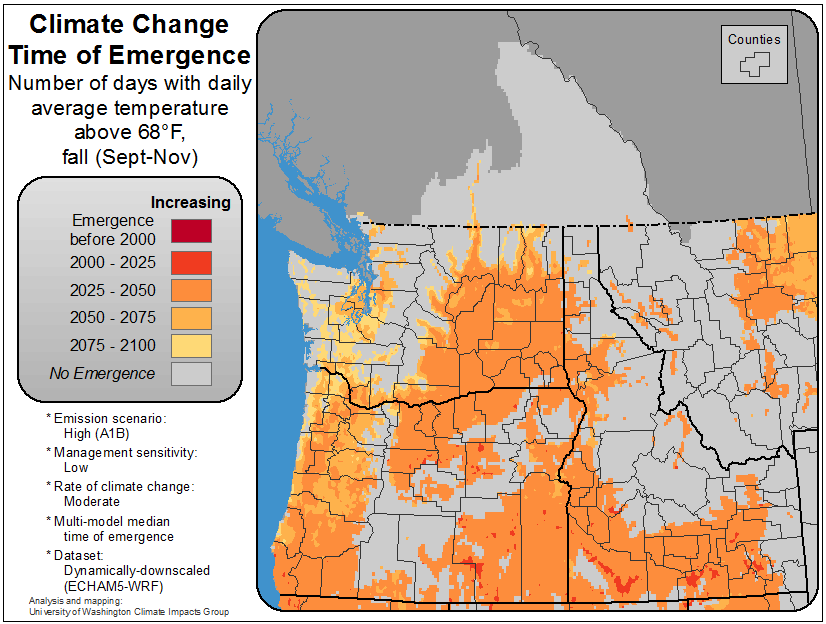 Climate Change
Time of Emergence
Number of days with daily
average temperature
above 68°F,
fall (Sept-Nov)
Increasing
Emergence
before 2000
2000 - 2025
2025 - 2050
2050 - 2075
2075 - 2100
No Emergence
* Emission scenario:
High (A1B)
* Management sensitivity:
Low
* Rate of climate change:
Moderate
* Multi-model median
time of emergence
* Dataset:
Dynamically-downscaled
(ECHAM5-WRF)
Analysis and mapping:
University of Washington Climate Impacts Group
Counties